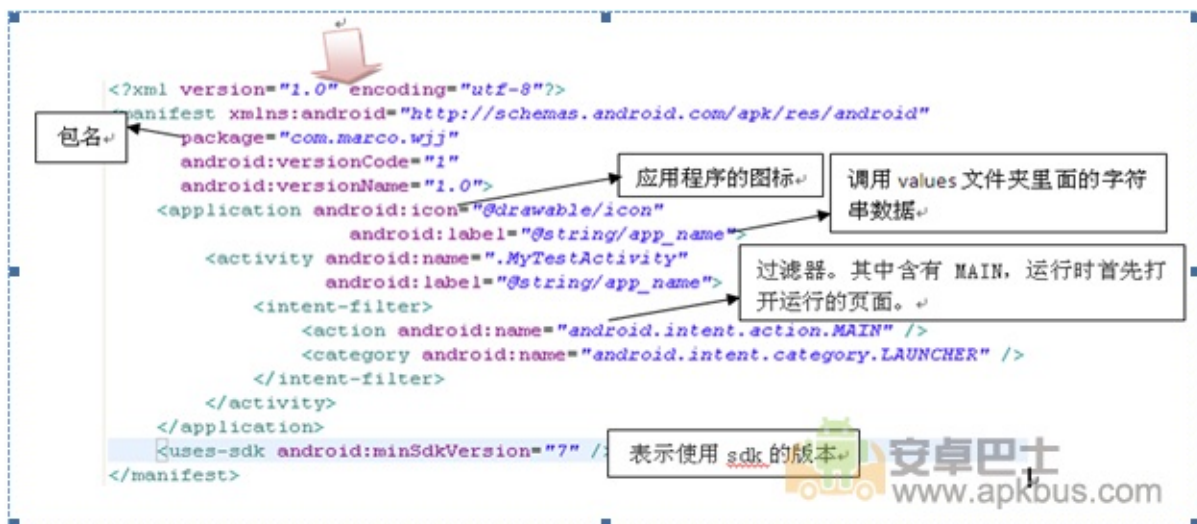 <?xml version="1.0" encoding="utf-8"?>
<manifest xmlns:android="http://schemas.android.com/apk/res/android"
包名
package="com.marco.wjj"
android:versionCode="1"
android:versionName="1.0">
应用程序的图标
调用 values 文件夹里面的字符
串数据
<application android:icon="@drawable/icon"
android:label="@string/app_name">
<activity android:name=".MyTestActivity"
android:label="@string/app_name">
过滤器。其中含有 MAIN，运行时首先打
开运行的页面。
<intent-filter>
<action android:name="android.intent.action.MAIN" />
<category android:name="android.intent.category.LAUNCHER" />
</intent-filter>
</activity>
</application>
<uses-sdk android:minSdkVersion="7" />
表示使用 sdk 的版本
</manifest>
安卓巴士
www.apkbus.com